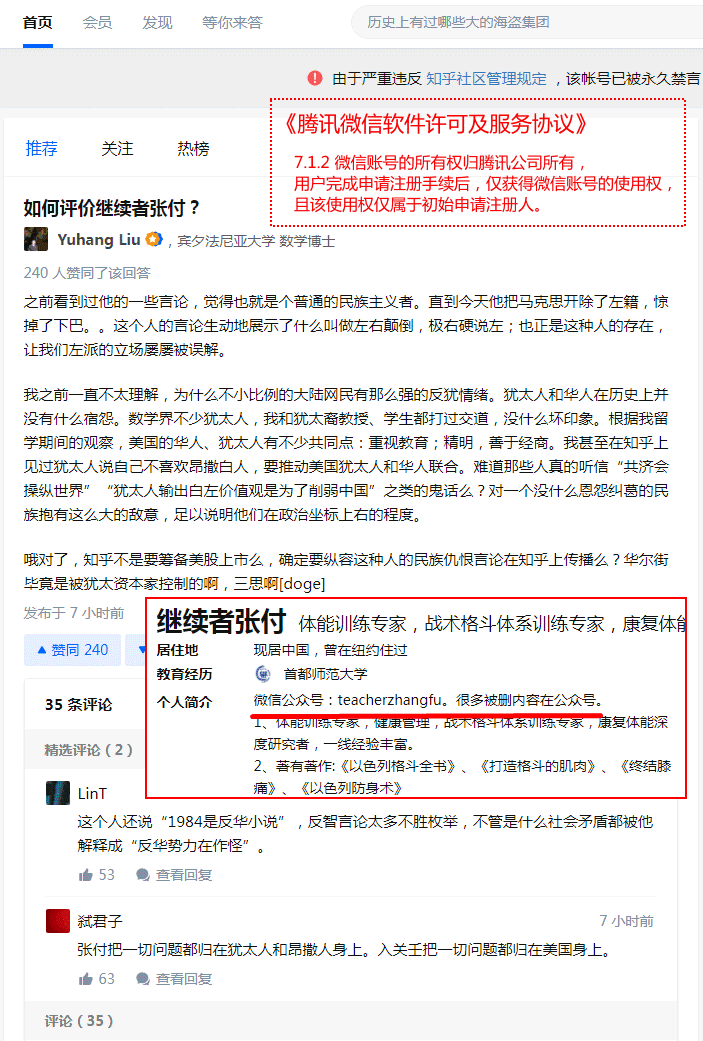 首页 会员 发现 等你来答 历史上有过哪些大的海盗集团
由于严重违反 知乎社区管理规定 ，该帐号已被永久禁言
《腾讯微信软件许可及服务协议》
7.1.2 微信账号的所有权归腾讯公司所有，
用户完成申请注册手续后，仅获得微信账号的使用权，
且该使用权仅属于初始申请注册人。
推荐 关注 热榜
如何评价继续者张付？
Yuhang Liu ，宾夕法尼亚大学 数学博士
240 人赞同了该回答
之前看到过他的一些言论，觉得也就是个普通的民族主义者。直到今天他把马克思开除了左籍，惊
掉了下巴。。这个人的言论生动地展示了什么叫做左右颠倒，极右硬说左；也正是这种人的存在，
让我们左派的立场屡屡被误解。
我之前一直不太理解，为什么不小比例的大陆网民有那么强的反犹情绪。犹太人和华人在历史上并
没有什么宿怨。数学界不少犹太人，我和犹太裔教授、学生都打过交道，没什么坏印象。根据我留
学期间的观察，美国的华人、犹太人有不少共同点：重视教育；精明，善于经商。我甚至在知乎上
见过犹太人说自己不喜欢昂撒白人，要推动美国犹太人和华人联合。难道那些人真的听信“共济会
操纵世界”“犹太人输出白左价值观是为了削弱中国”之类的鬼话么？对一个没什么恩怨纠葛的民
族抱有这么大的敌意，足以说明他们在政治坐标上右的程度。
哦对了，知乎不是要筹备美股上市么，确定要纵容这种人的民族仇恨言论在知乎上传播么？华尔街
毕竟是被犹太资本家控制的啊，三思啊[doge]
发布于 7 小时前
赞同 240
继续者张付 体能训练专家，战术格斗体系训练专家，康复体能
居住地 现居中国，曾在纽约住过
教育经历 首都师范大学
个人简介 微信公众号：teacherzhangfu。很多被删内容在公众号。
1、体能训练专家，健康管理，战术格斗体系训练专家，康复体能深
度研究者，一线经验丰富。
2、著有著作:《以色列格斗全书》、《打造格斗的肌肉》、《终结膝
痛》、《以色列防身术》
35 条评论
精选评论（2）
LinT
这个人还说“1984是反华小说”，反智言论太多不胜枚举，不管是什么社会矛盾都被他
解释成“反华势力在作怪”。
53 查看回复
弑君子 7 小时前
张付把一切问题都归在犹太人和昂撒人身上。入关壬把一切问题都归在美国身上。
63 查看回复
评论（35）